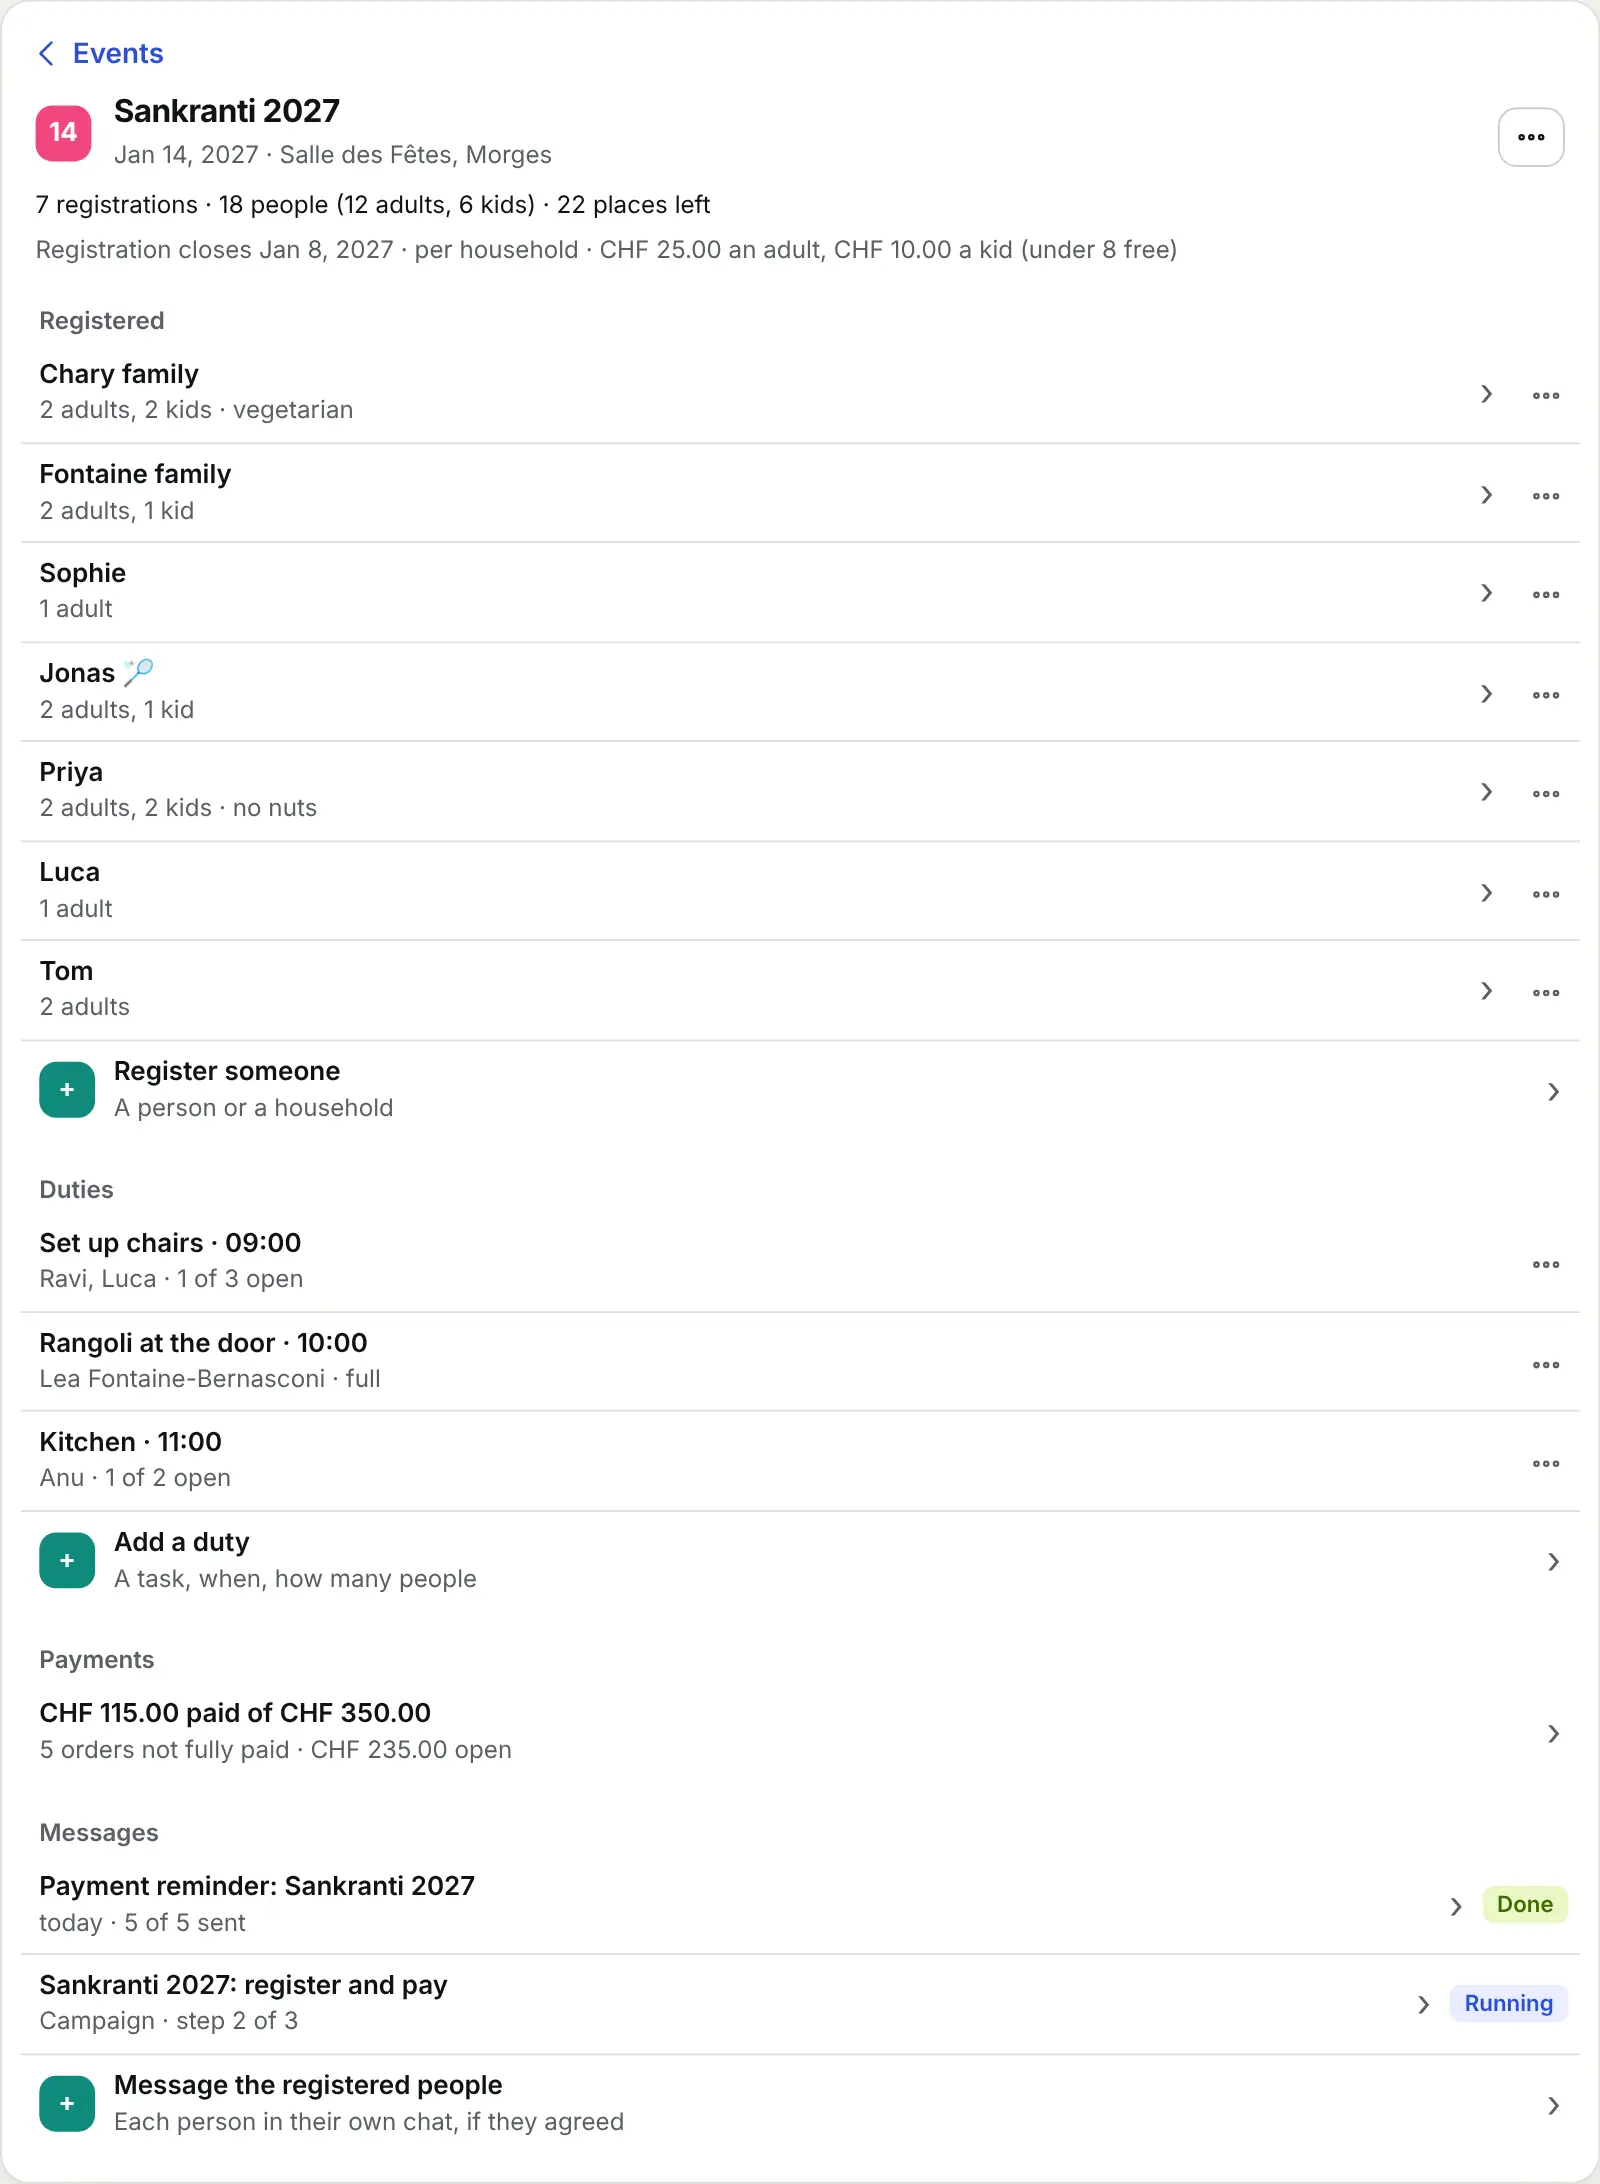 Events
14
Sankranti 2027
Jan 14, 2027 · Salle des Fêtes, Morges
7 registrations · 18 people (12 adults, 6 kids) · 22 places left
Registration closes Jan 8, 2027 · per household · CHF 25.00 an adult, CHF 10.00 a kid (under 8 free)
Registered
Chary family
2 adults, 2 kids · vegetarian
Fontaine family
2 adults, 1 kid
Sophie
1 adult
Jonas 🏸
2 adults, 1 kid
Priya
2 adults, 2 kids · no nuts
Luca
1 adult
Tom
2 adults
+ Register someone
A person or a household
Duties
Set up chairs · 09:00
Ravi, Luca · 1 of 3 open
Rangoli at the door · 10:00
Lea Fontaine-Bernasconi · full
Kitchen · 11:00
Anu · 1 of 2 open
+ Add a duty
A task, when, how many people
Payments
CHF 115.00 paid of CHF 350.00
5 orders not fully paid · CHF 235.00 open
Messages
Payment reminder: Sankranti 2027
today · 5 of 5 sent
Done
Sankranti 2027: register and pay
Campaign · step 2 of 3
Running
+ Message the registered people
Each person in their own chat, if they agreed